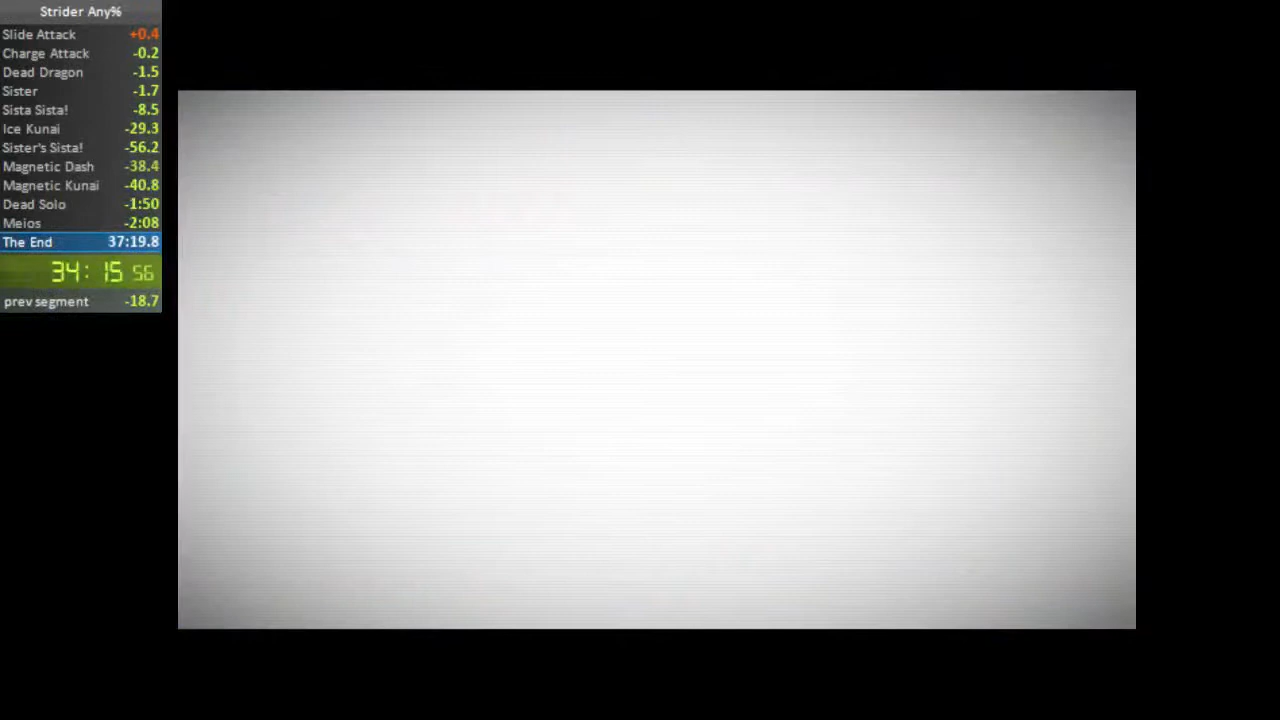 Strider Any%
Slide Attack +0.4
Charge Attack -0.2
Dead Dragon -1.5
Sister -1.7
Sista Sista! -8.5
Ice Kunai -29.3
Sister's Sista! -56.2
Magnetic Dash -38.4
Magnetic Kunai -40.8
Dead Solo -1:50
Meios -2:08
The End 37:19.8
34:15 56
prev segment -18.7